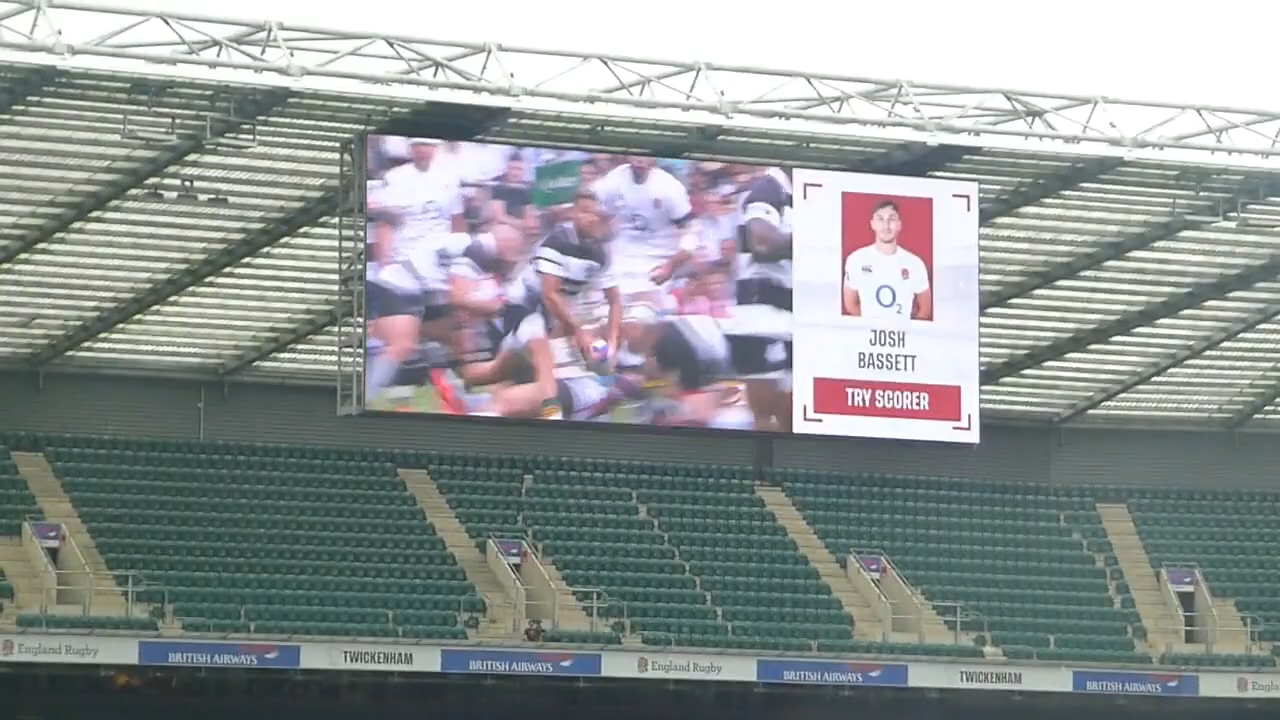 O2
JOSH
BASSETT
TRY SCORER
England Rugby
BRITISH AIRWAYS
TWICKENHAM
BRITISH AIRWAYS
England Rugby
BRITISH AIRWAYS
TWICKENHAM
BRITISH AIRWAYS
Engla